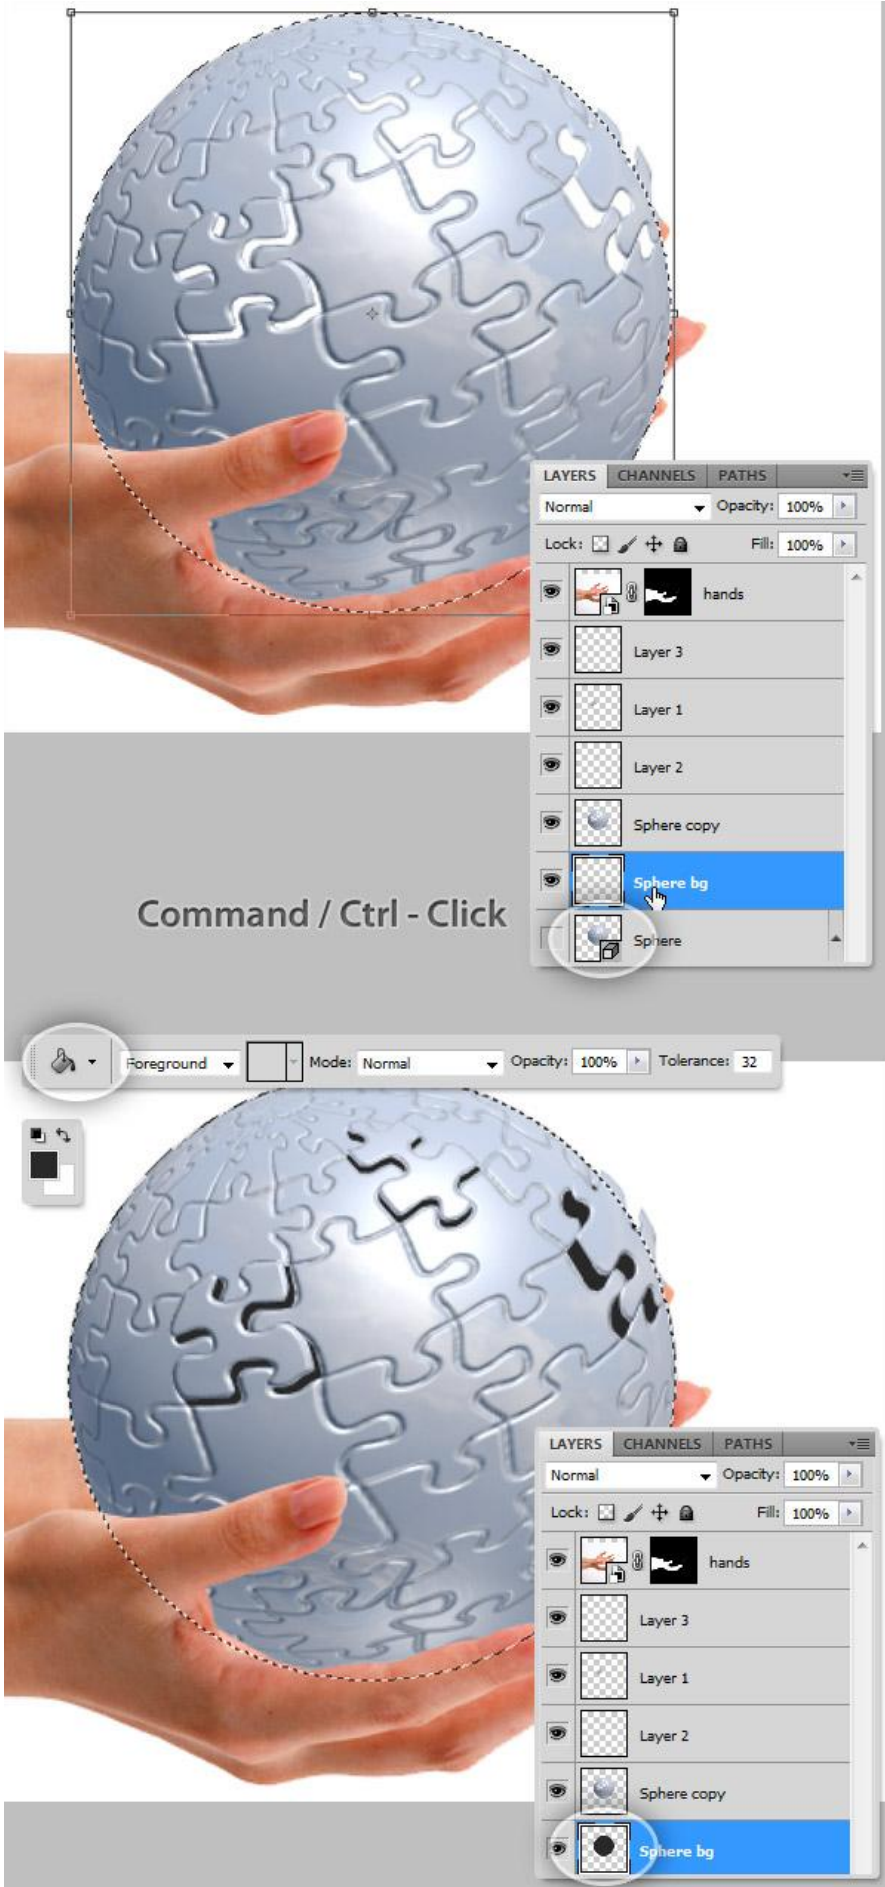 LAYERS CHANNELS PATHS
Normal Opacity: 100%
Lock: Fill: 100%
hands
Layer 3
Layer 1
Layer 2
Sphere copy
Sphere bg
Command / Ctrl - Click
Sphere
Foreground Mode: Normal Opacity: 100% Tolerance: 32
LAYERS CHANNELS PATHS
Normal Opacity: 100%
Lock: Fill: 100%
hands
Layer 3
Layer 1
Layer 2
Sphere copy
Sphere bg